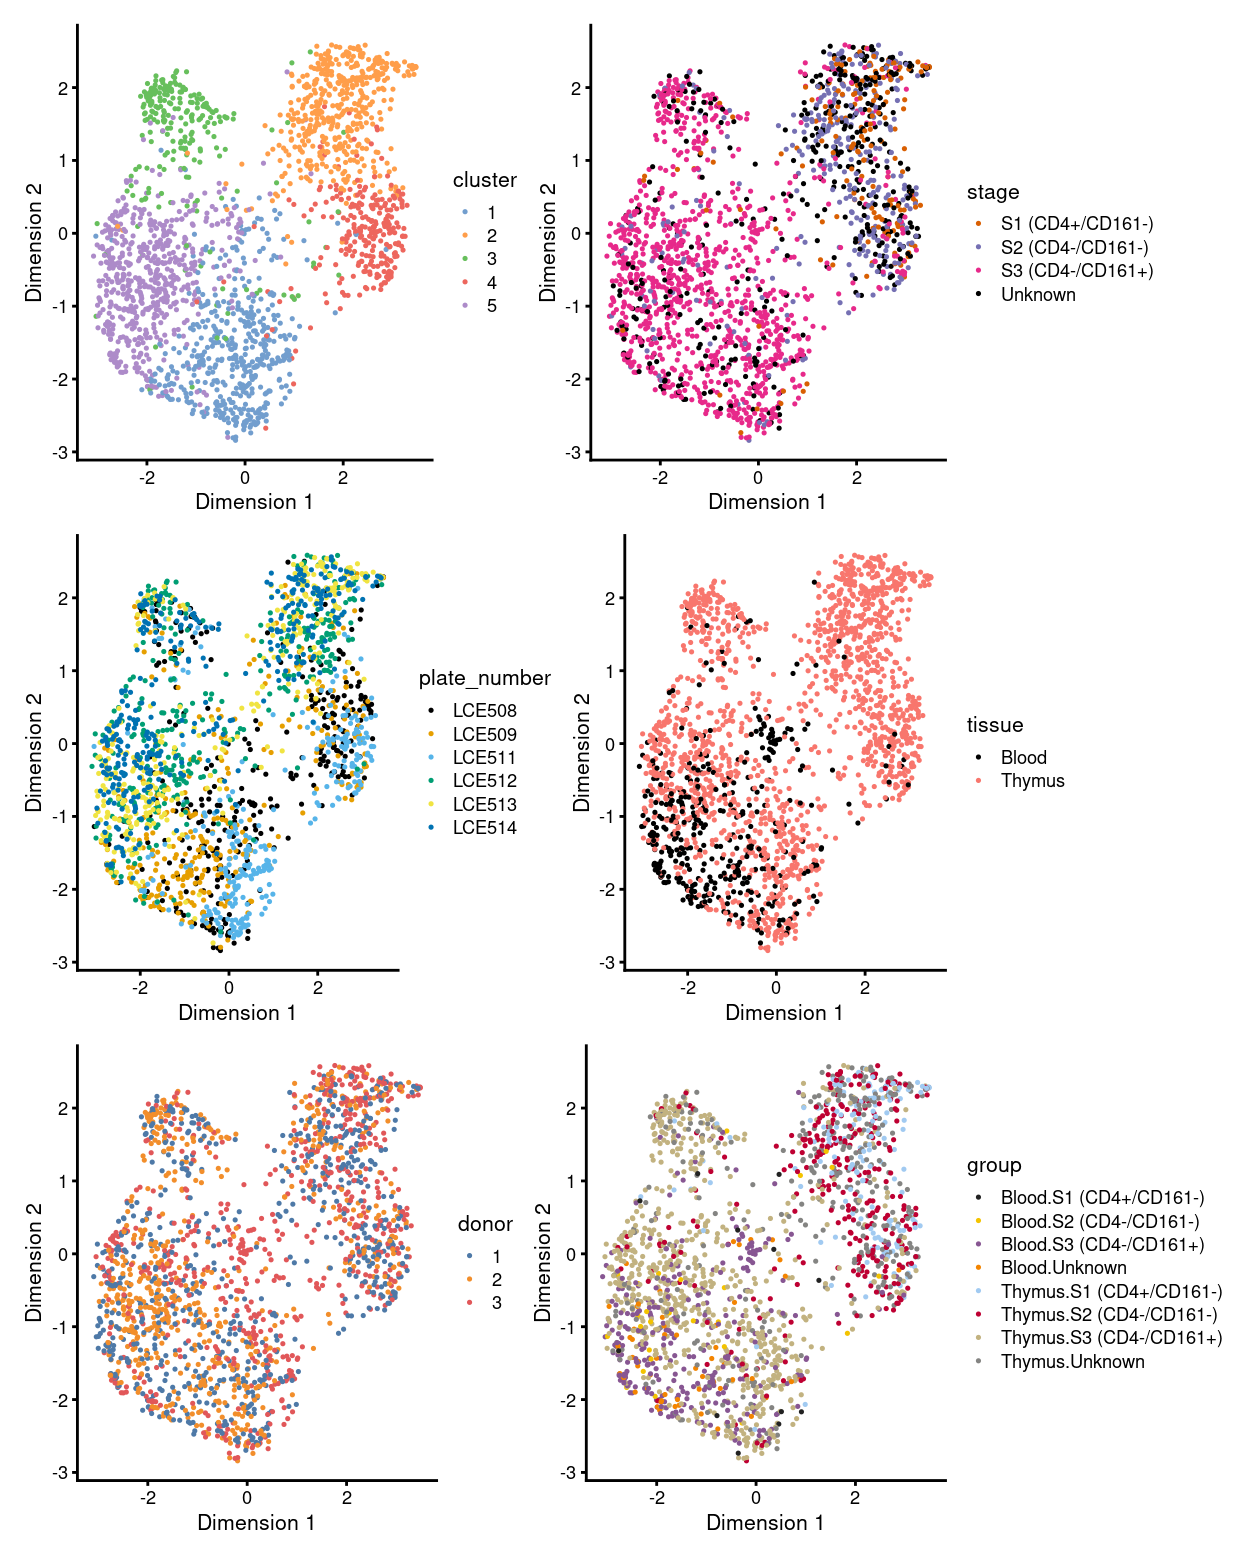 Dimension 2
2
1
0
-1
-2
-3
-2
0
2
Dimension 1
cluster
1
2
3
4
5
Dimension 2
2
1
0
-1
-2
-3
-2
0
2
Dimension 1
stage
S1 (CD4+/CD161-)
S2 (CD4-/CD161-)
S3 (CD4-/CD161+)
Unknown
Dimension 2
2
1
0
-1
-2
-3
-2
0
2
Dimension 1
plate_number
LCE508
LCE509
LCE511
LCE512
LCE513
LCE514
Dimension 2
2
1
0
-1
-2
-3
-2
0
2
Dimension 1
tissue
Blood
Thymus
Dimension 2
2
1
0
-1
-2
-3
-2
0
2
Dimension 1
donor
1
2
3
Dimension 2
2
1
0
-1
-2
-3
-2
0
2
Dimension 1
group
Blood.S1 (CD4+/CD161-)
Blood.S2 (CD4-/CD161-)
Blood.S3 (CD4-/CD161+)
Blood.Unknown
Thymus.S1 (CD4+/CD161-)
Thymus.S2 (CD4-/CD161-)
Thymus.S3 (CD4-/CD161+)
Thymus.Unknown